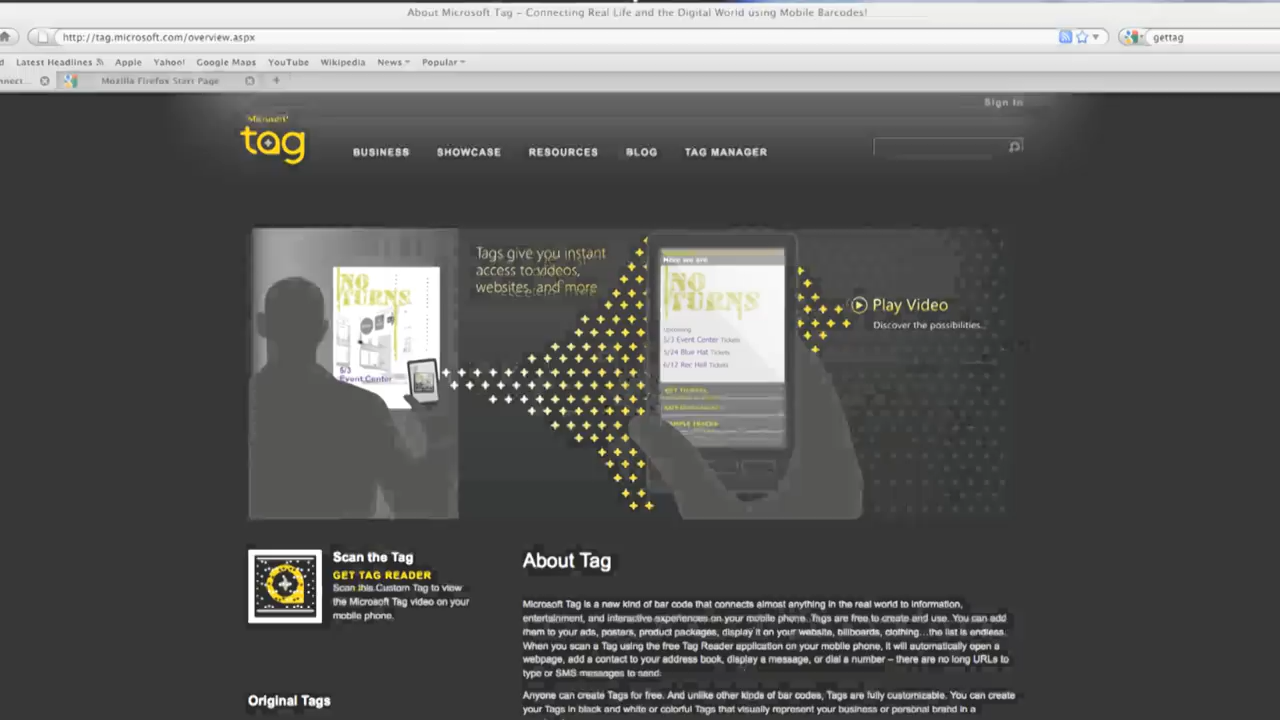 About Microsoft Tag – Connecting Real Life and the Digital World using Mobile Barcodes!
http://tag.microsoft.com/overview.aspx
gettag
Latest Headlines Apple Yahoo! Google Maps YouTube Wikipedia News Popular
Mozilla Firefox Start Page
Sign In
Microsoft
tag
BUSINESS SHOWCASE RESOURCES BLOG TAG MANAGER
Tags give you instant
access to videos,
websites, and more
NO
TURNS
5/3
Event Center
Here we are
NO
TURNS
Upcoming
5/3 Event Center Tickets
5/24 Blue Hat Tickets
6/12 Rec Hall Tickets
Play Video
Discover the possibilities...
Scan the Tag
GET TAG READER
Scan this Custom Tag to view
the Microsoft Tag video on your
mobile phone.
Original Tags
About Tag
Microsoft Tag is a new kind of bar code that connects almost anything in the real world to information,
entertainment, and interactive experiences on your mobile phone. Tags are free to create and use. You can add
them to your ads, posters, product packages, display it on your website, billboards, clothing...the list is endless.
When you scan a Tag using the free Tag Reader application on your mobile phone, it will automatically open a
webpage, add a contact to your address book, display a message, or dial a number – there are no long URLs to
type or SMS messages to send.
Anyone can create Tags for free. And unlike other kinds of bar codes, Tags are fully customizable. You can create
your Tags in black and white or colorful Tags that visually represent your business or personal brand in a